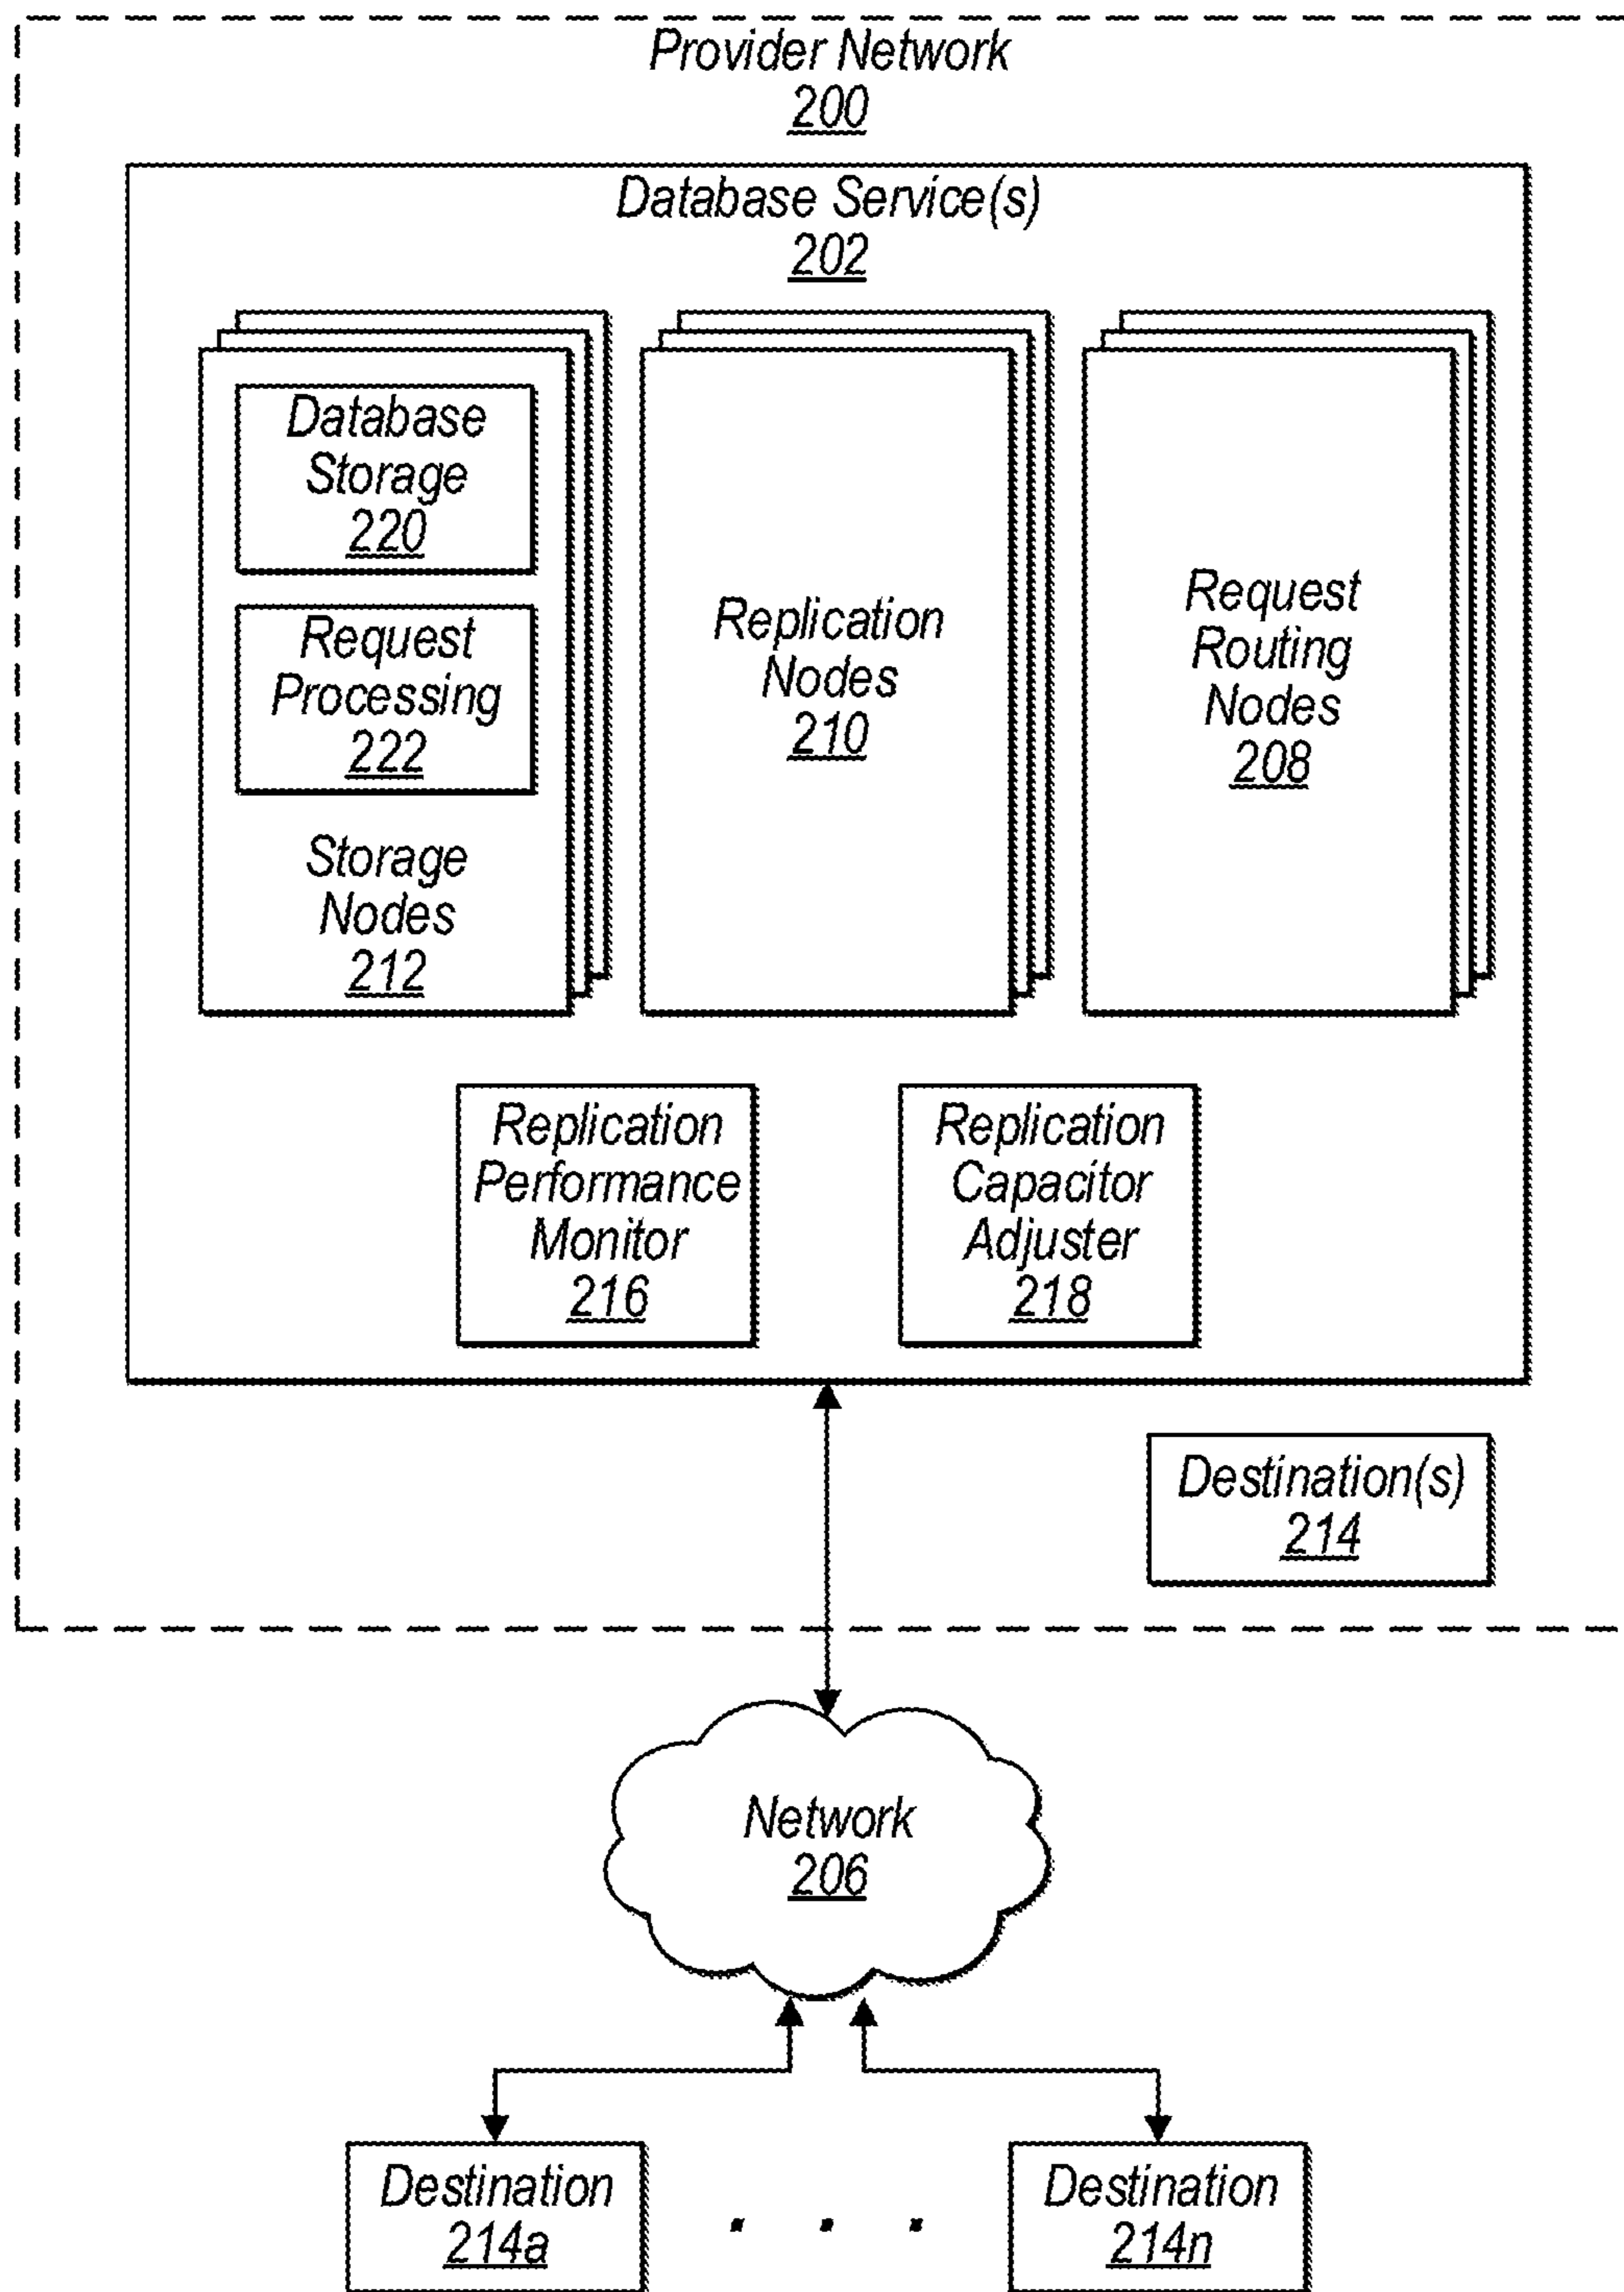 Provider Network
200
Database Service(s)
202
Database
Storage
220
Request
Processing
222
Storage
Nodes
212
Replication
Nodes
210
Request
Routing
Nodes
208
Replication
Performance
Monitor
216
Replication
Capacitor
Adjuster
218
Destination(s)
214
Network
206
Destination
214a
. . .
Destination
214n